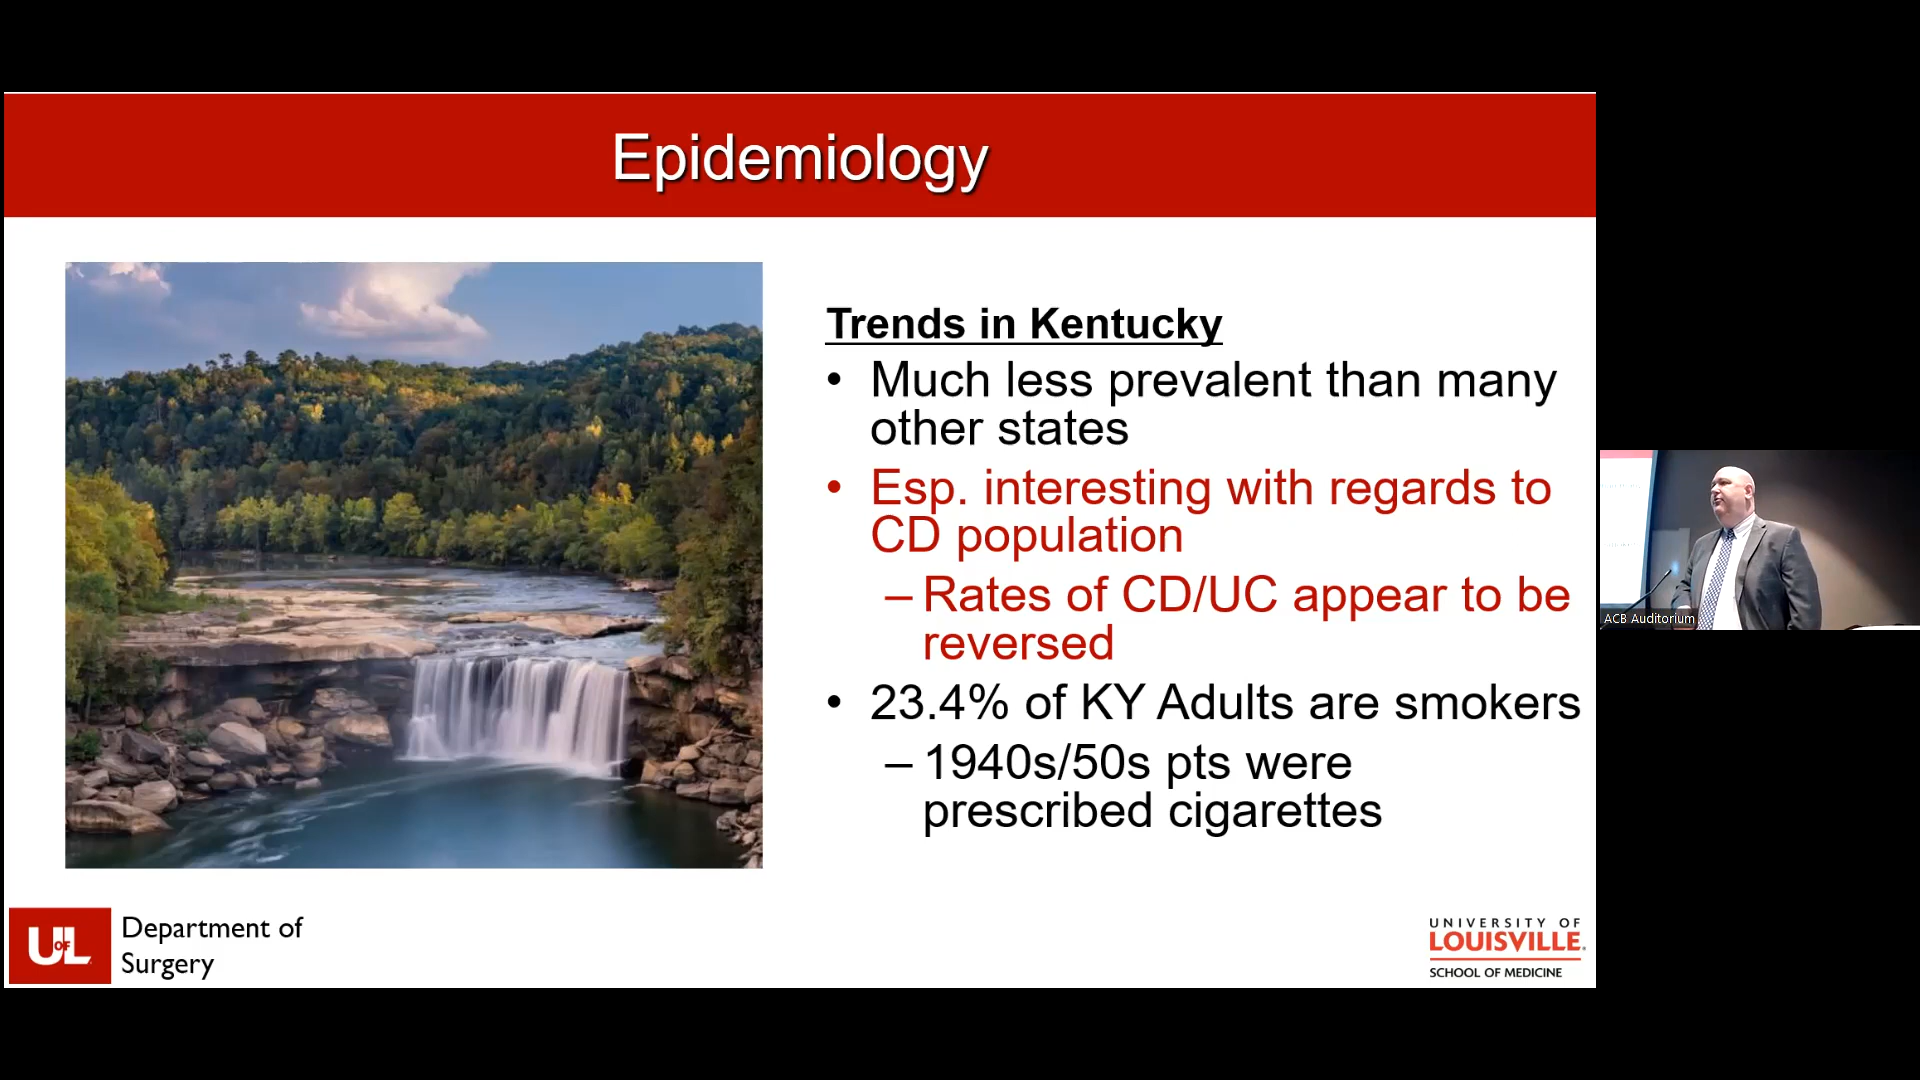 Epidemiology
Trends in Kentucky
• Much less prevalent than many
other states
• Esp. interesting with regards to
CD population
– Rates of CD/UC appear to be
reversed
• 23.4% of KY Adults are smokers
– 1940s/50s pts were
prescribed cigarettes
UofL
Department of
Surgery
UNIVERSITY OF
LOUISVILLE.
SCHOOL OF MEDICINE
ACB Auditorium